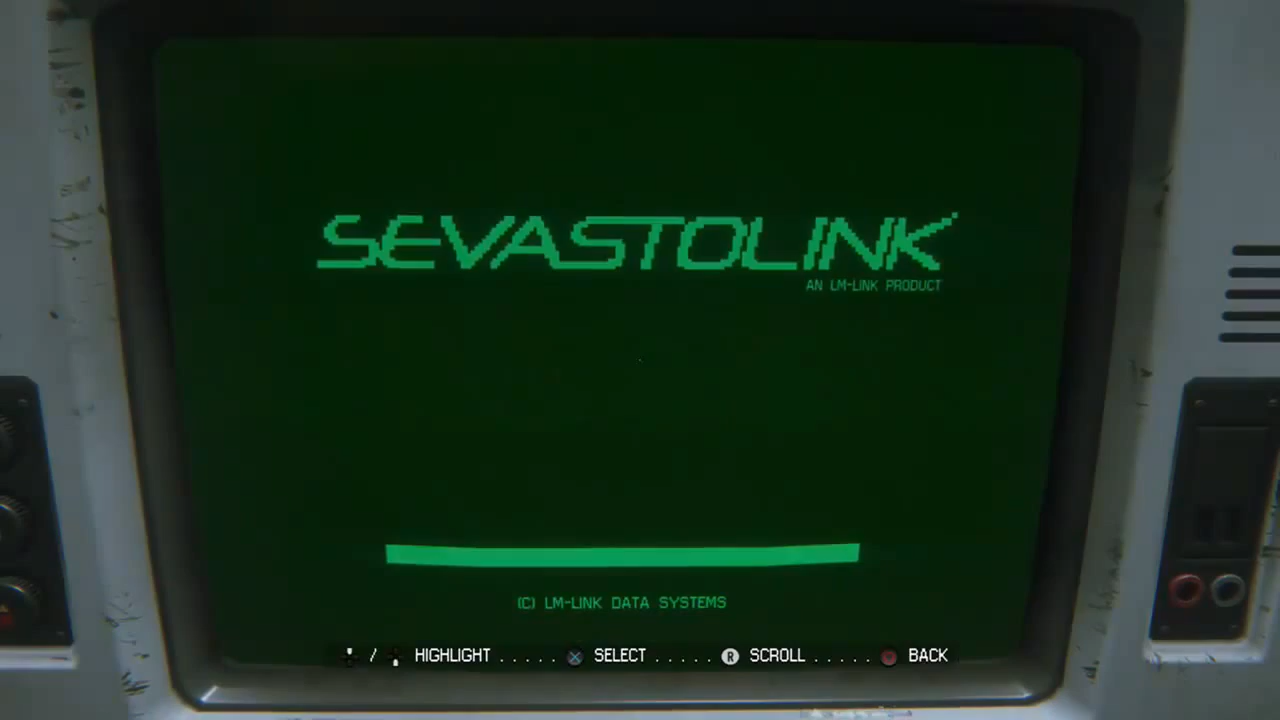 SEVASTOLINK
AN LM-LINK PRODUCT
(C) LM-LINK DATA SYSTEMS
/ HIGHLIGHT ..... SELECT ..... R SCROLL ..... BACK